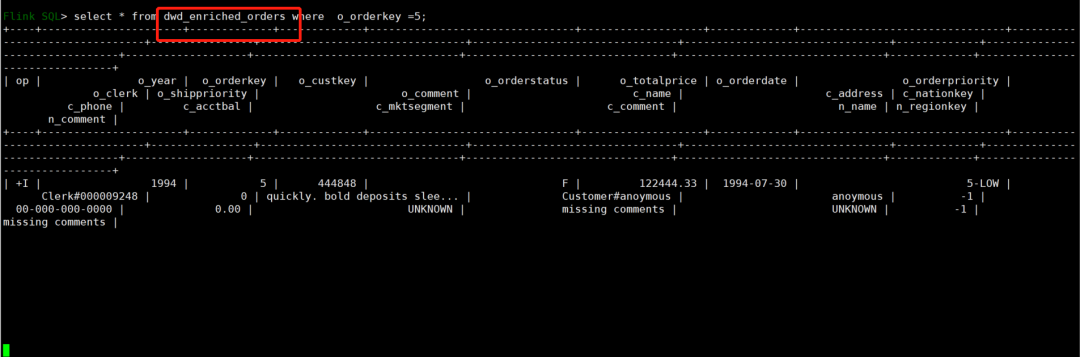 Flink SQL> select * from dwd_enriched_orders where  o_orderkey =5;
| op |               o_year |  o_orderkey |   o_custkey |                  o_orderstatus |      o_totalprice | o_orderdate |                o_orderpriority |
              o_clerk | o_shippriority |                      o_comment |                         c_name |                      c_address | c_nationkey |
          c_phone |         c_acctbal |                   c_mktsegment |                      c_comment |                         n_name | n_regionkey |
       n_comment |
| +I |                 1994 |           5 |      444848 |                              F |         122444.33 |  1994-07-30 |                          5-LOW |
      Clerk#000009248 |              0 | quickly. bold deposits slee... |              Customer#anoymous |                       anoymous |          -1 |
  00-000-000-0000 |              0.00 |                        UNKNOWN |               missing comments |                        UNKNOWN |          -1 |
missing comments |